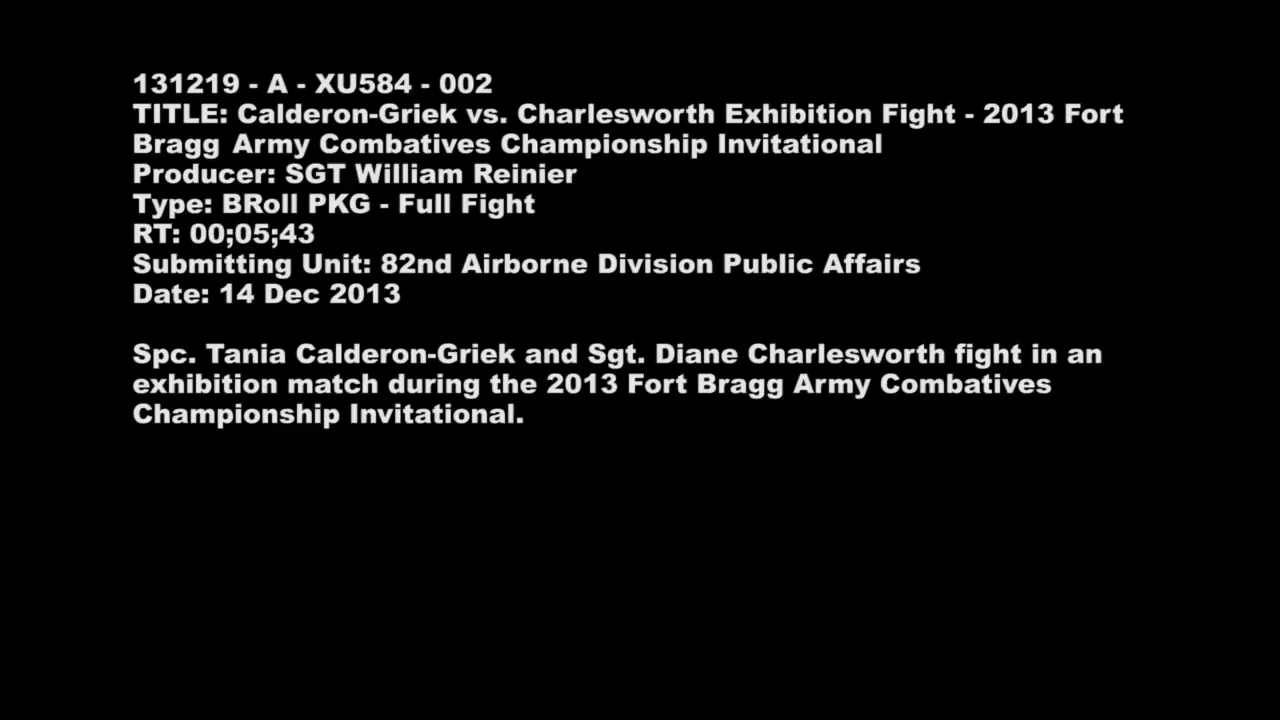 131219 - A - XU584 - 002
TITLE: Calderon-Griek vs. Charlesworth Exhibition Fight - 2013 Fort
Bragg Army Combatives Championship Invitational
Producer: SGT William Reinier
Type: BRoll PKG - Full Fight
RT: 00;05;43
Submitting Unit: 82nd Airborne Division Public Affairs
Date: 14 Dec 2013
Spc. Tania Calderon-Griek and Sgt. Diane Charlesworth fight in an
exhibition match during the 2013 Fort Bragg Army Combatives
Championship Invitational.